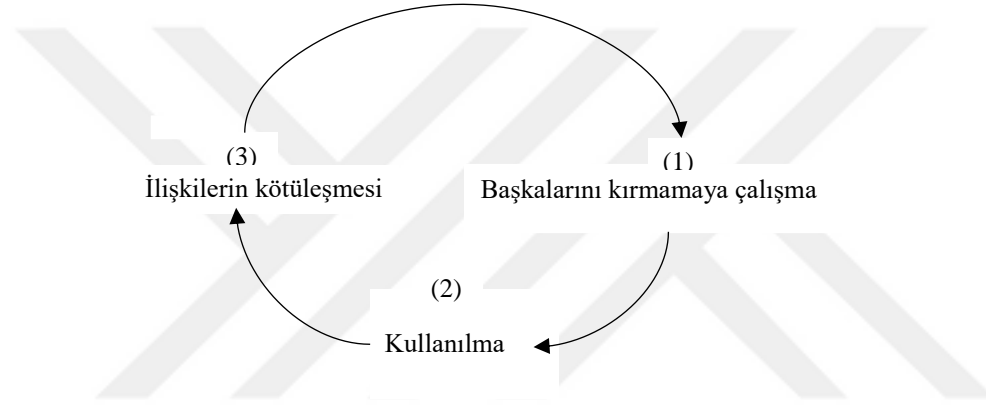 (3)
İlişkilerin kötüleşmesi
(1)
Başkalarını kırmamaya çalışma
(2)
Kullanılma